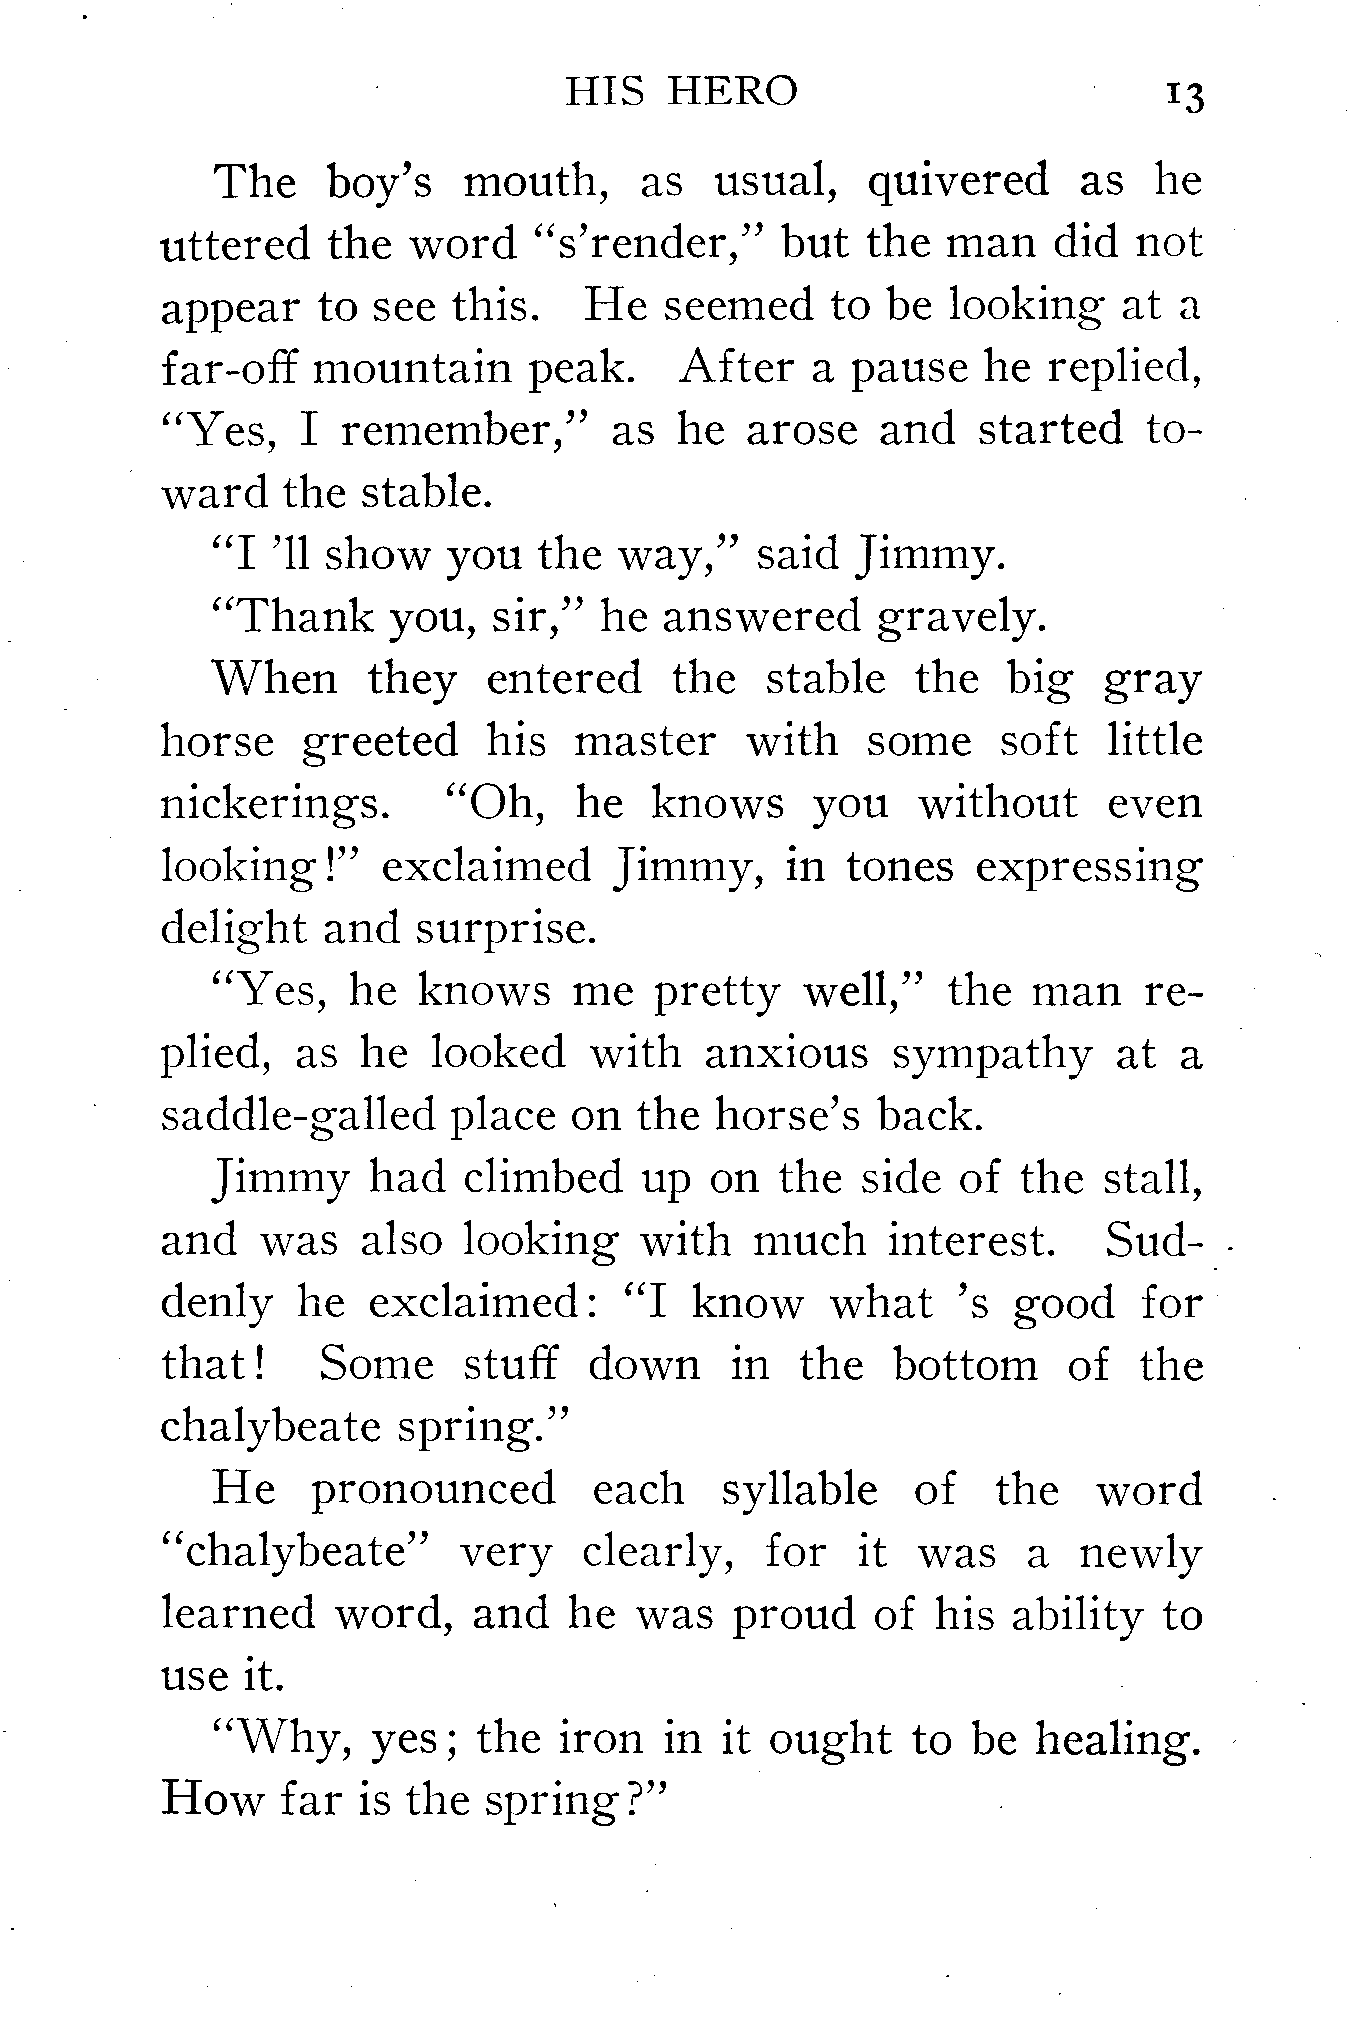 HIS HERO 13
The boy's mouth, as usual, quivered as he
uttered the word “s'render,” but the man did not
appear to see this. He seemed to be looking at a
far-off mountain peak. After a pause he replied,
“Yes, I remember,” as he arose and started to-
ward the stable.
“I 'll show you the way,” said Jimmy.
“Thank you, sir,” he answered gravely.
When they entered the stable the big gray
horse greeted his master with some soft little
nickerings. “Oh, he knows you without even
looking!” exclaimed Jimmy, in tones expressing
delight and surprise.
“Yes, he knows me pretty well,” the man re-
plied, as he looked with anxious sympathy at a
saddle-galled place on the horse's back.
Jimmy had climbed up on the side of the stall,
and was also looking with much interest. Sud-
denly he exclaimed: “I know what 's good for
that! Some stuff down in the bottom of the
chalybeate spring.”
He pronounced each syllable of the word
“chalybeate” very clearly, for it was a newly
learned word, and he was proud of his ability to
use it.
“Why, yes; the iron in it ought to be healing.
How far is the spring?”